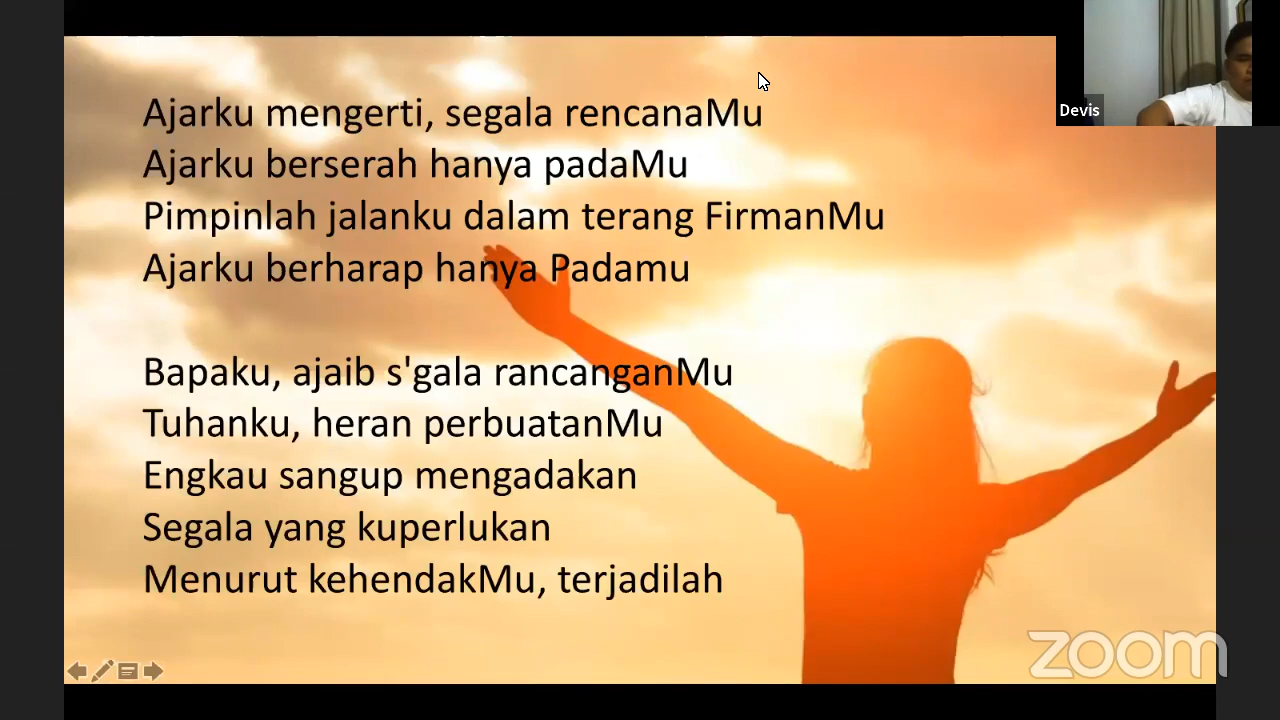 Ajarku mengerti, segala rencanaMu
Ajarku berserah hanya padaMu
Pimpinlah jalanku dalam terang FirmanMu
Ajarku berharap hanya Padamu
Bapaku, ajaib s'gala rancanganMu
Tuhanku, heran perbuatanMu
Engkau sangup mengadakan
Segala yang kuperlukan
Menurut kehendakMu, terjadilah
Devis
zoom